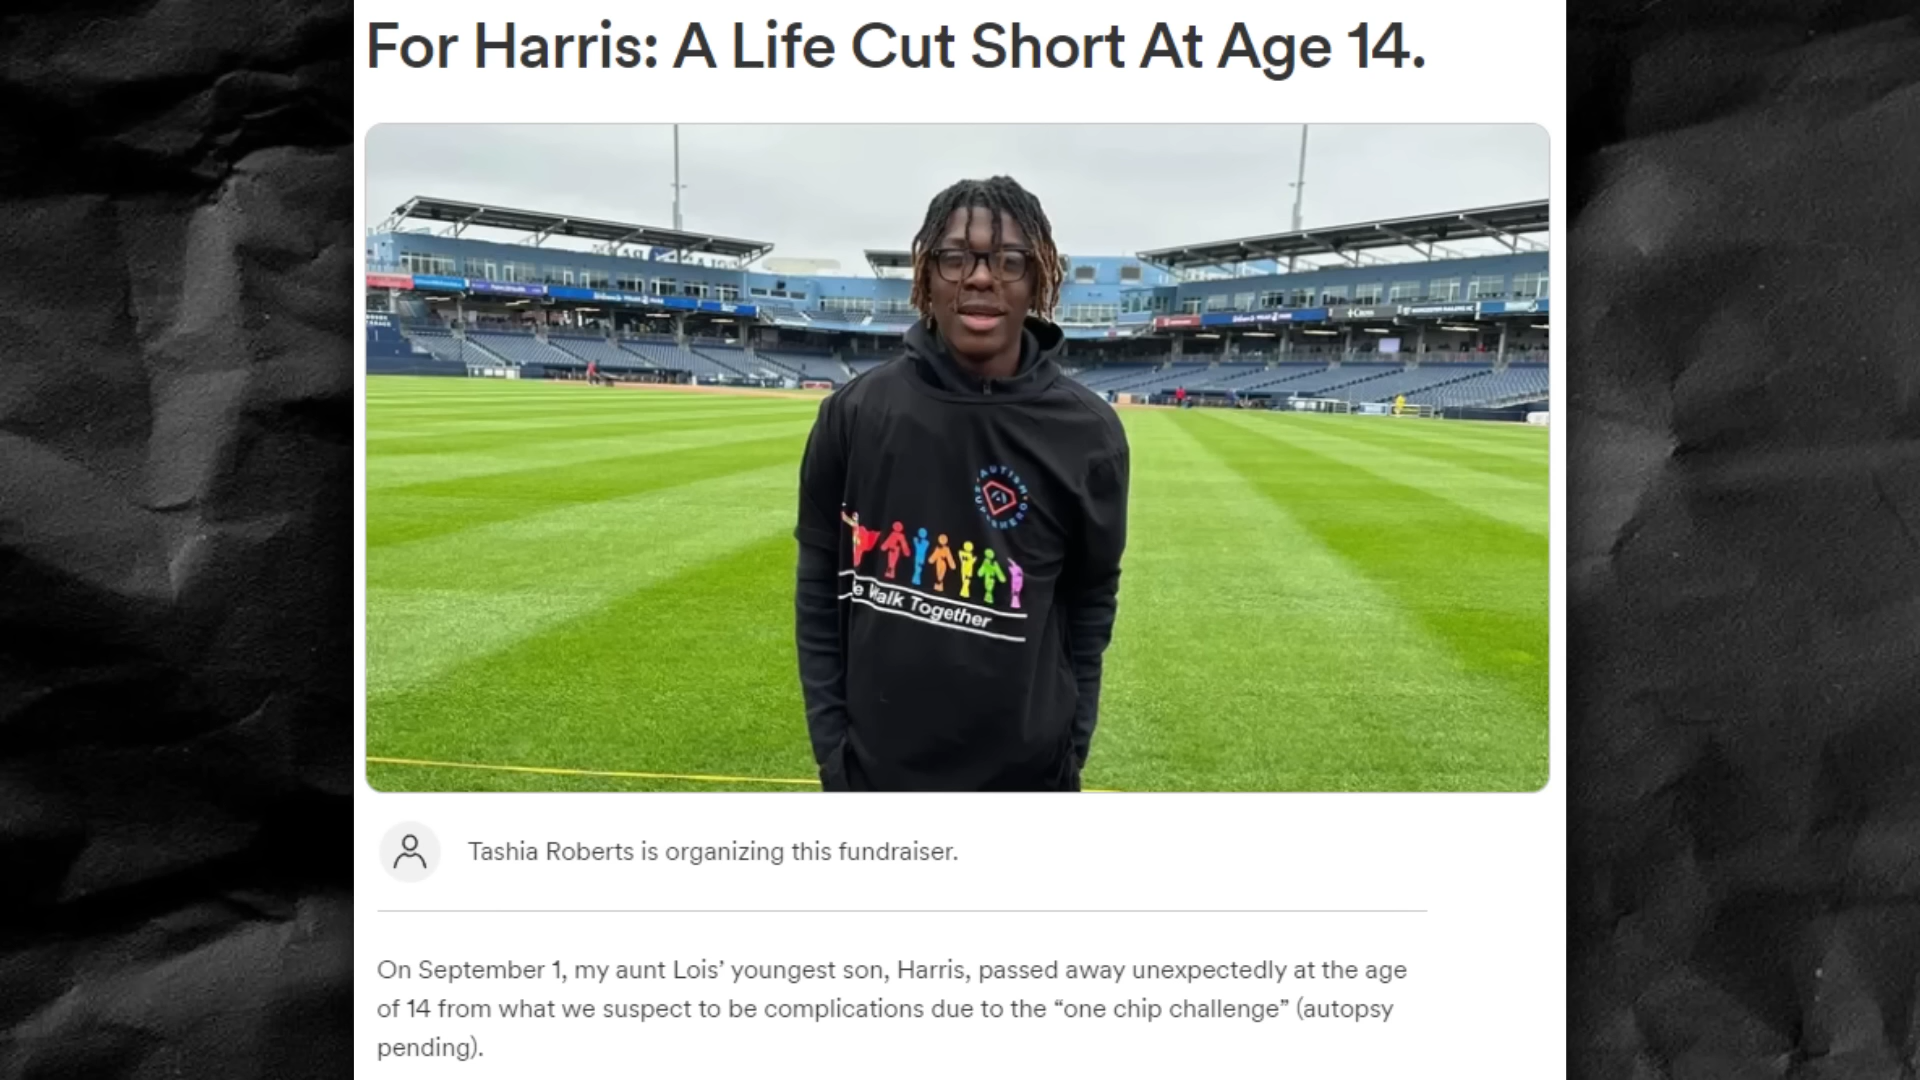 For Harris: A Life Cut Short At Age 14.
AUTISM
SUPERHERO
e Walk Together
Tashia Roberts is organizing this fundraiser.
On September 1, my aunt Lois’ youngest son, Harris, passed away unexpectedly at the age
of 14 from what we suspect to be complications due to the “one chip challenge” (autopsy
pending).